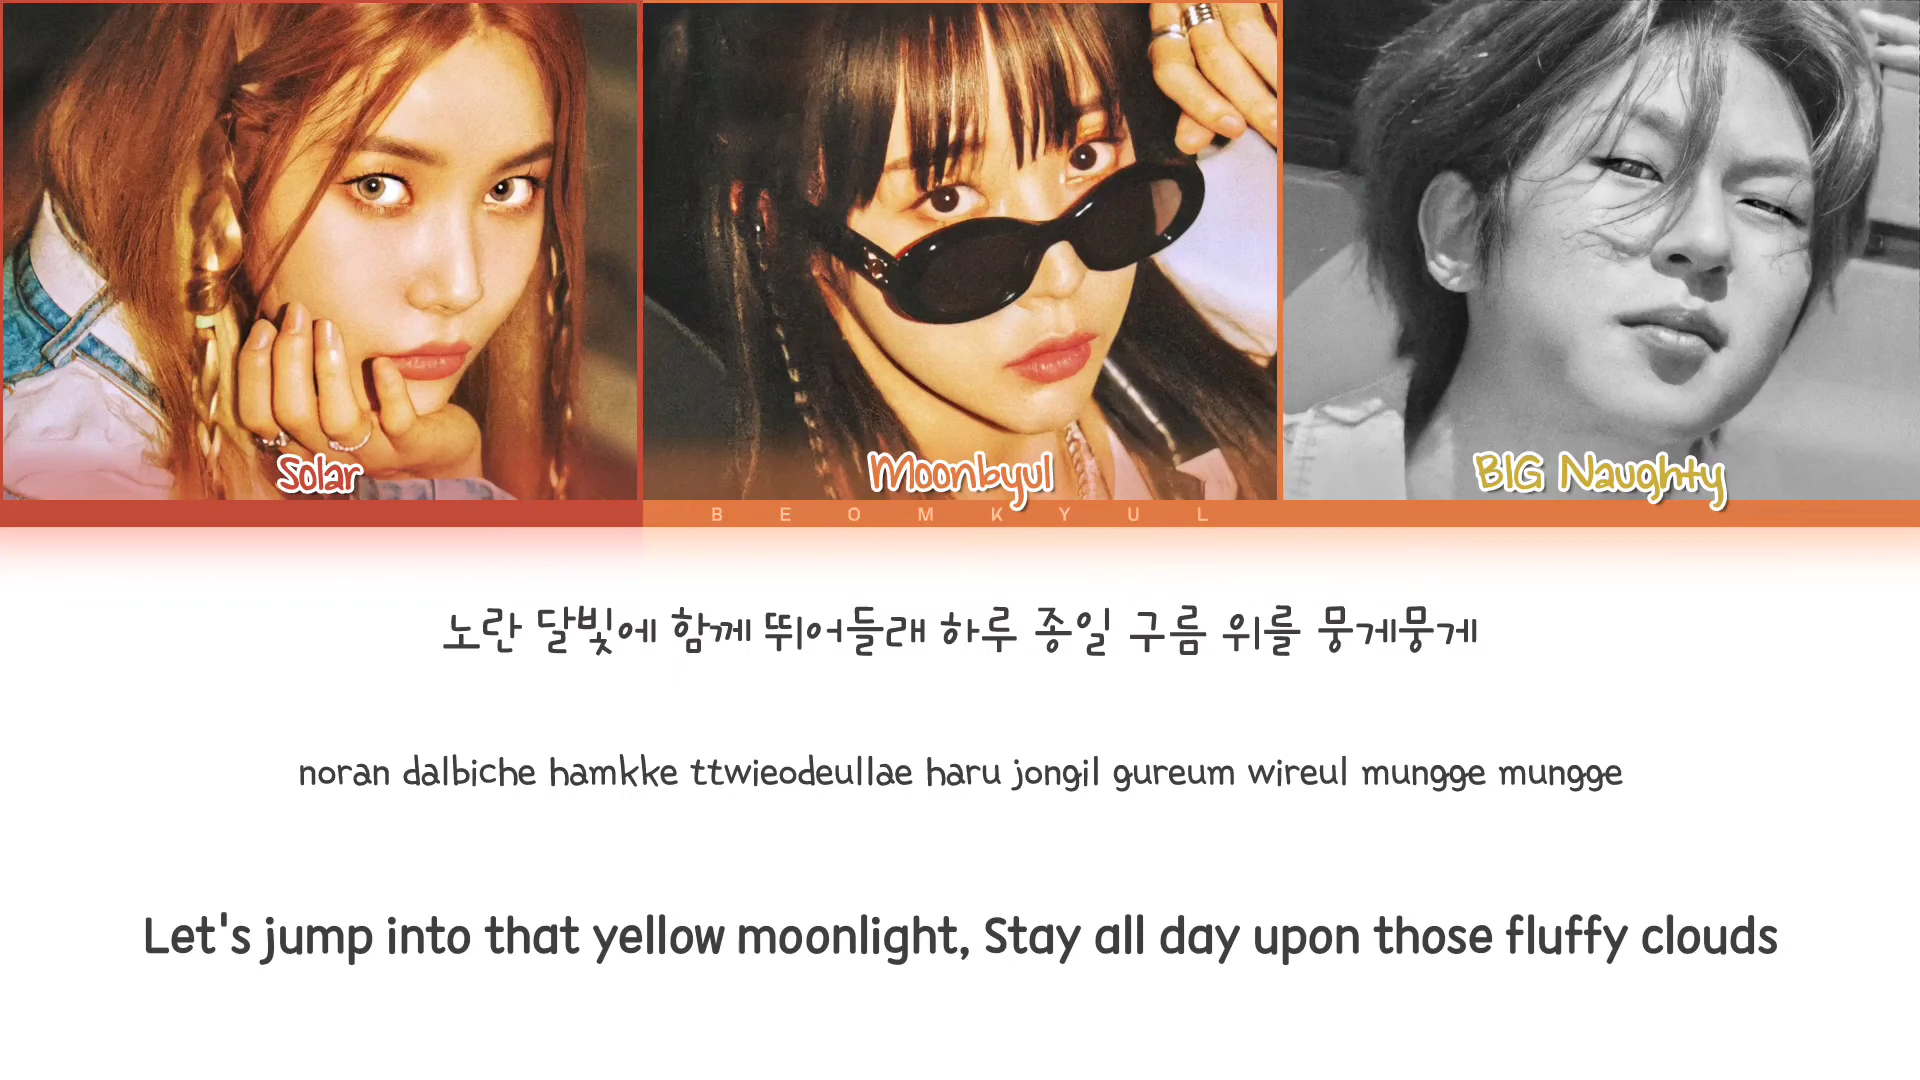 Solar
Moonbyul
BIG Naughty
BEOMKYUL
노란 달빛에 함께 뛰어들래 하루 종일 구름 위를 뭉게뭉게
noran dalbiche hamkke ttwieodeullae haru jongil gureum wireul mungge mungge
Let's jump into that yellow moonlight, Stay all day upon those fluffy clouds